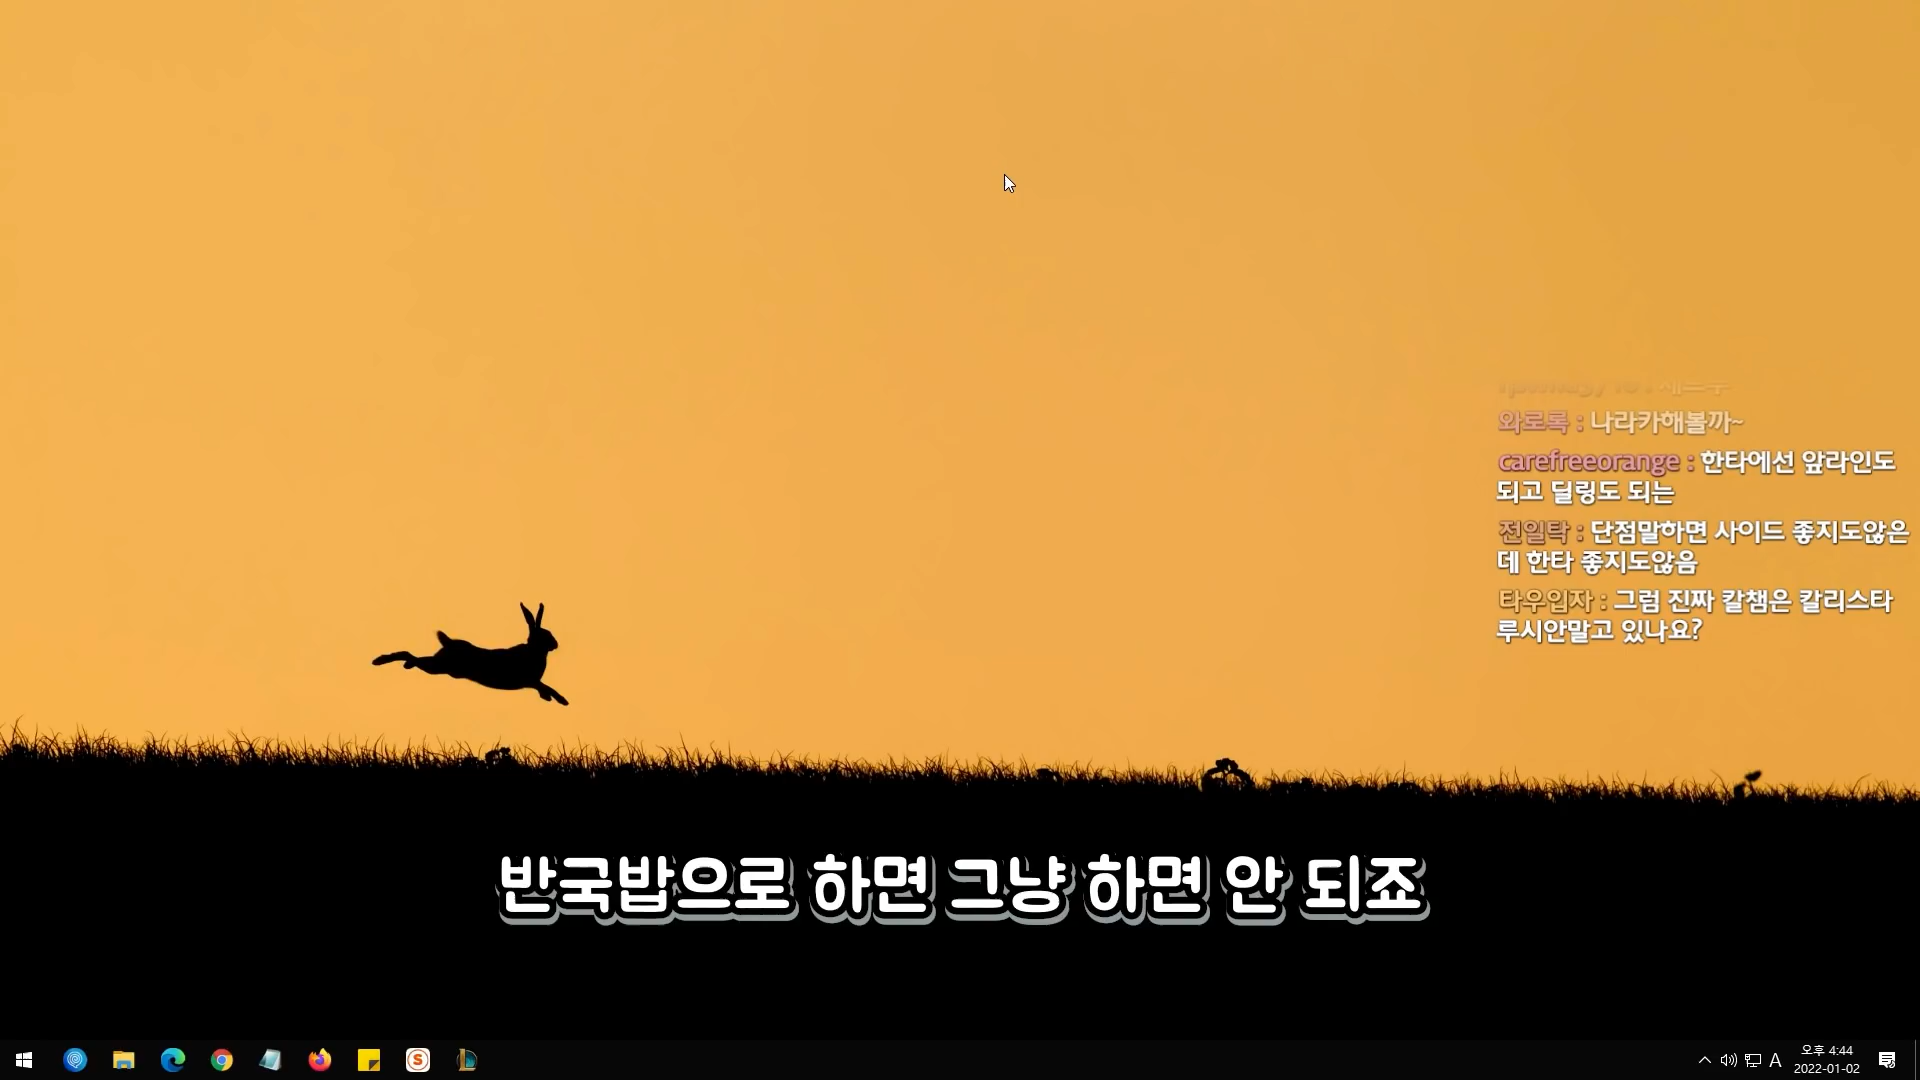 와로록 : 나라카해볼까~
carefreeorange : 한타에선 앞라인도
되고 딜링도 되는
전일탁 : 단점말하면 사이드 좋지도않은
데 한타 좋지도않음
타우입자 : 그럼 진짜 칼챔은 칼리스타
루시안말고 있나요?
반국밥으로 하면 그냥 하면 안 되죠
A
오후 4:44
2022-01-02